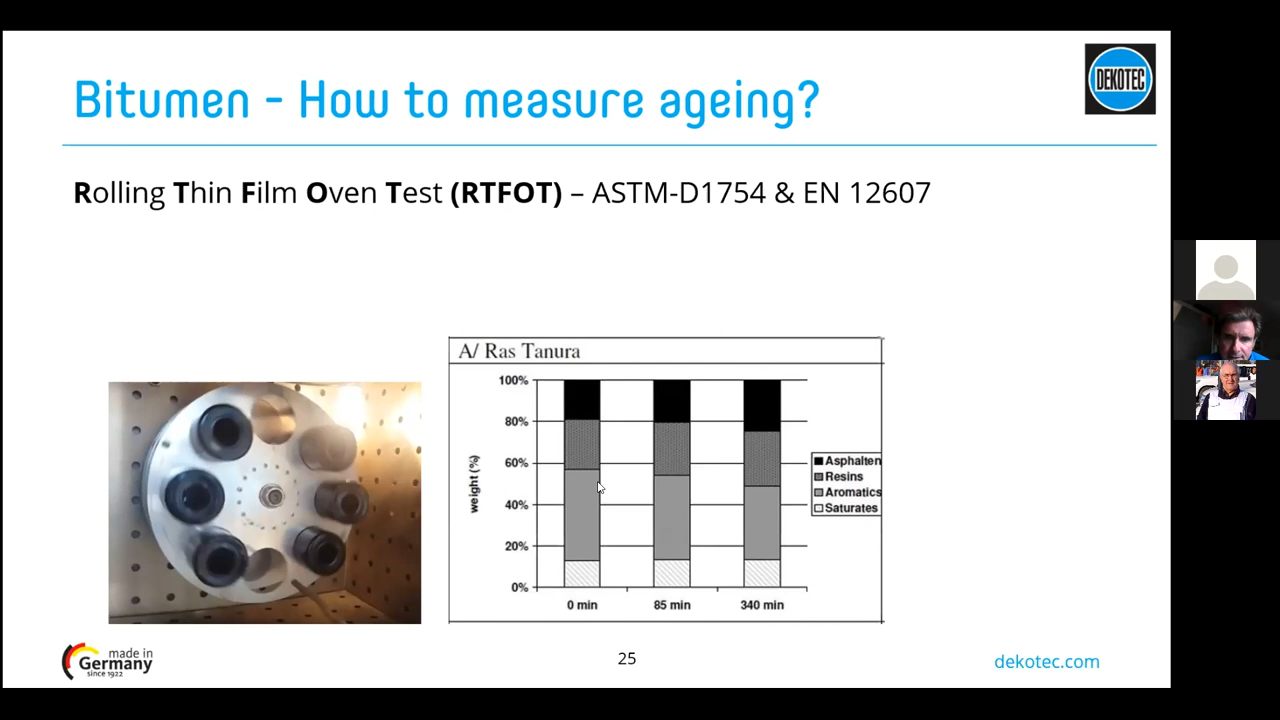 Bitumen - How to measure ageing?
DEKOTEC
Rolling Thin Film Oven Test (RTFOT) – ASTM-D1754 & EN 12607
A/ Ras Tanura
100%
80%
60%
40%
20%
0%
weight (%)
0 min
85 min
340 min
Asphalten
Resins
Aromatics
Saturates
made in
Germany
since 1922
25
dekotec.com